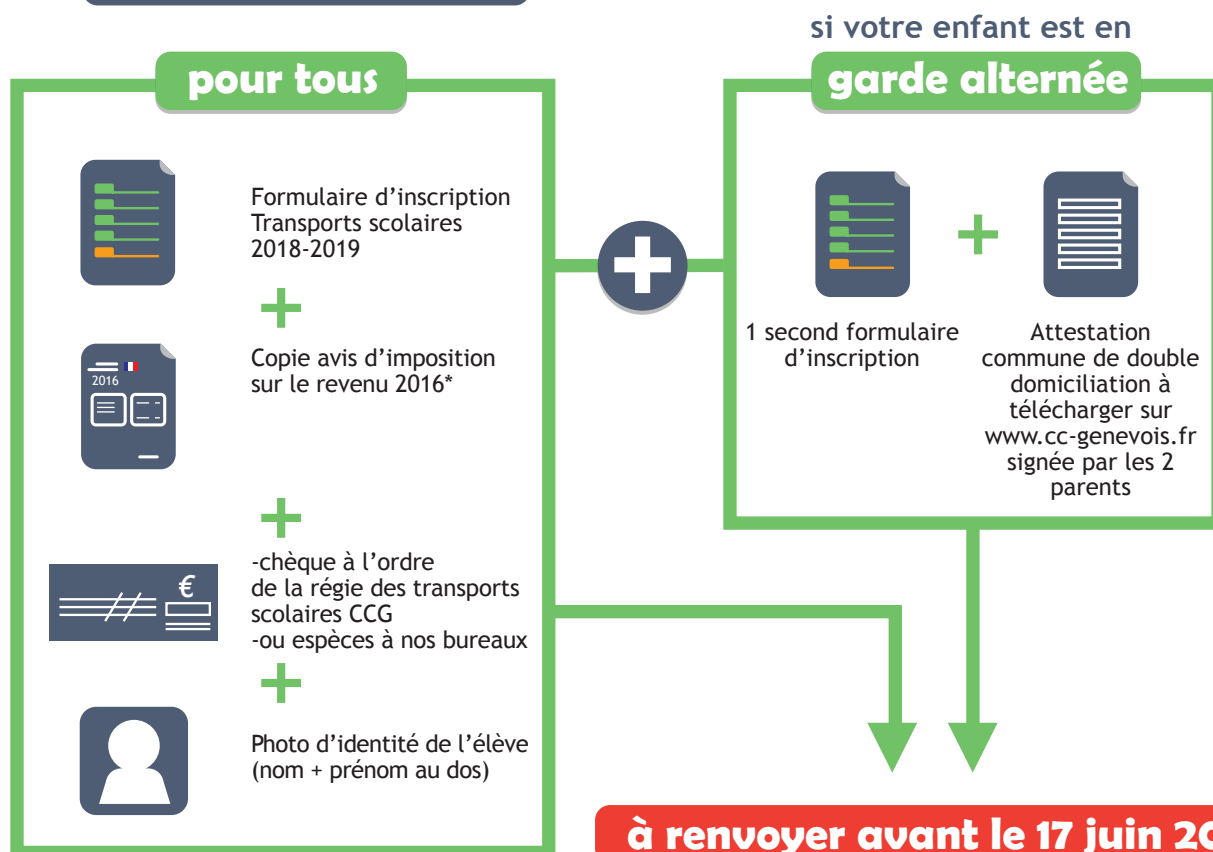 si votre enfant est en
pour tous
garde alternée
Formulaire d'inscription
Transports scolaires
2018-2019
2016
Copie avis d'imposition
sur le revenu 2016*
€
-chèque à l'ordre
de la régie des transports
scolaires CCG
-ou espèces à nos bureaux
Photo d'identité de l'élève
(nom + prénom au dos)
1 second formulaire
d'inscription
Attestation
commune de double
domiciliation à
télécharger sur
www.cc-genevois.fr
signée par les 2
parents
à renvoyer avant le 17 juin